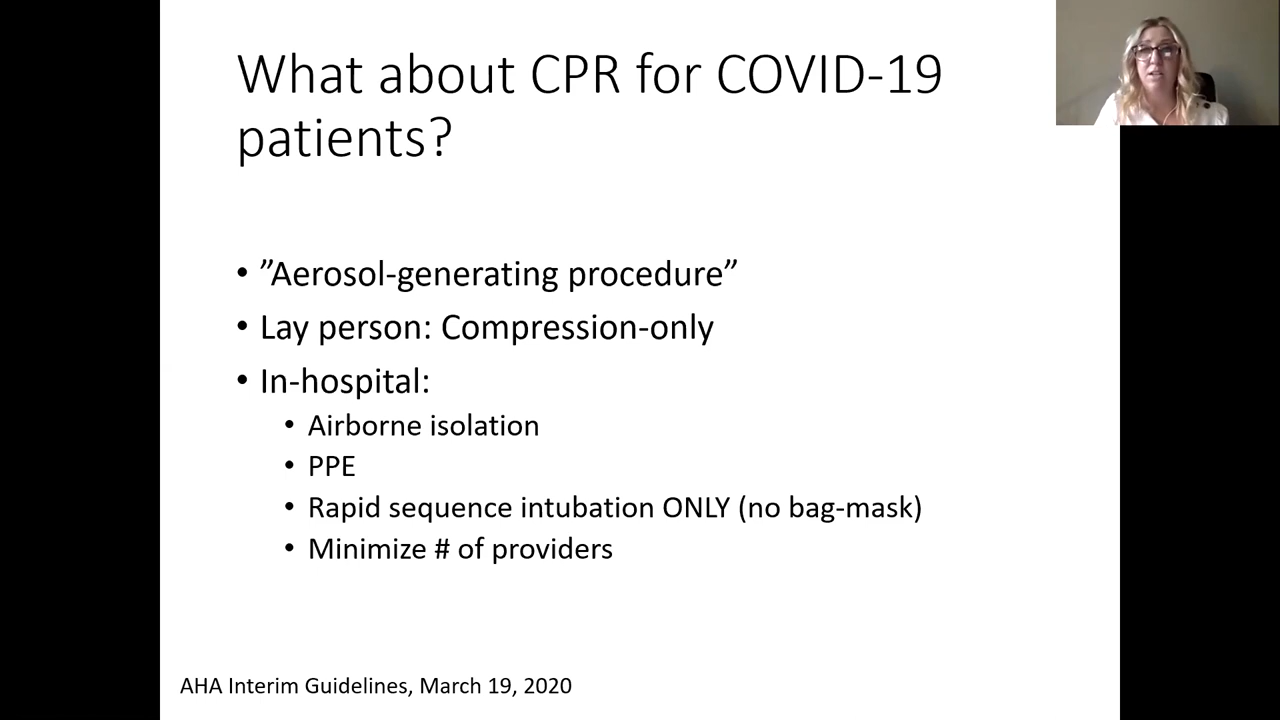 What about CPR for COVID-19
patients?
• ”Aerosol-generating procedure”
• Lay person: Compression-only
• In-hospital:
• Airborne isolation
• PPE
• Rapid sequence intubation ONLY (no bag-mask)
• Minimize # of providers
AHA Interim Guidelines, March 19, 2020